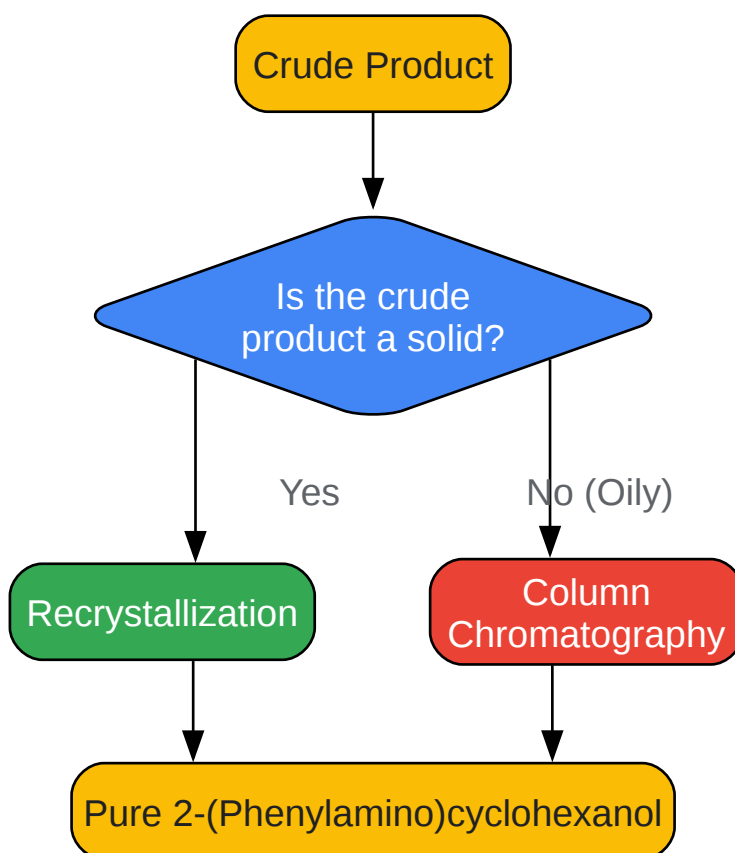 Crude Product
Is the crude
product a solid?
Yes
No (Oily)
Recrystallization
Column
Chromatography
Pure 2-(Phenylamino)cyclohexanol